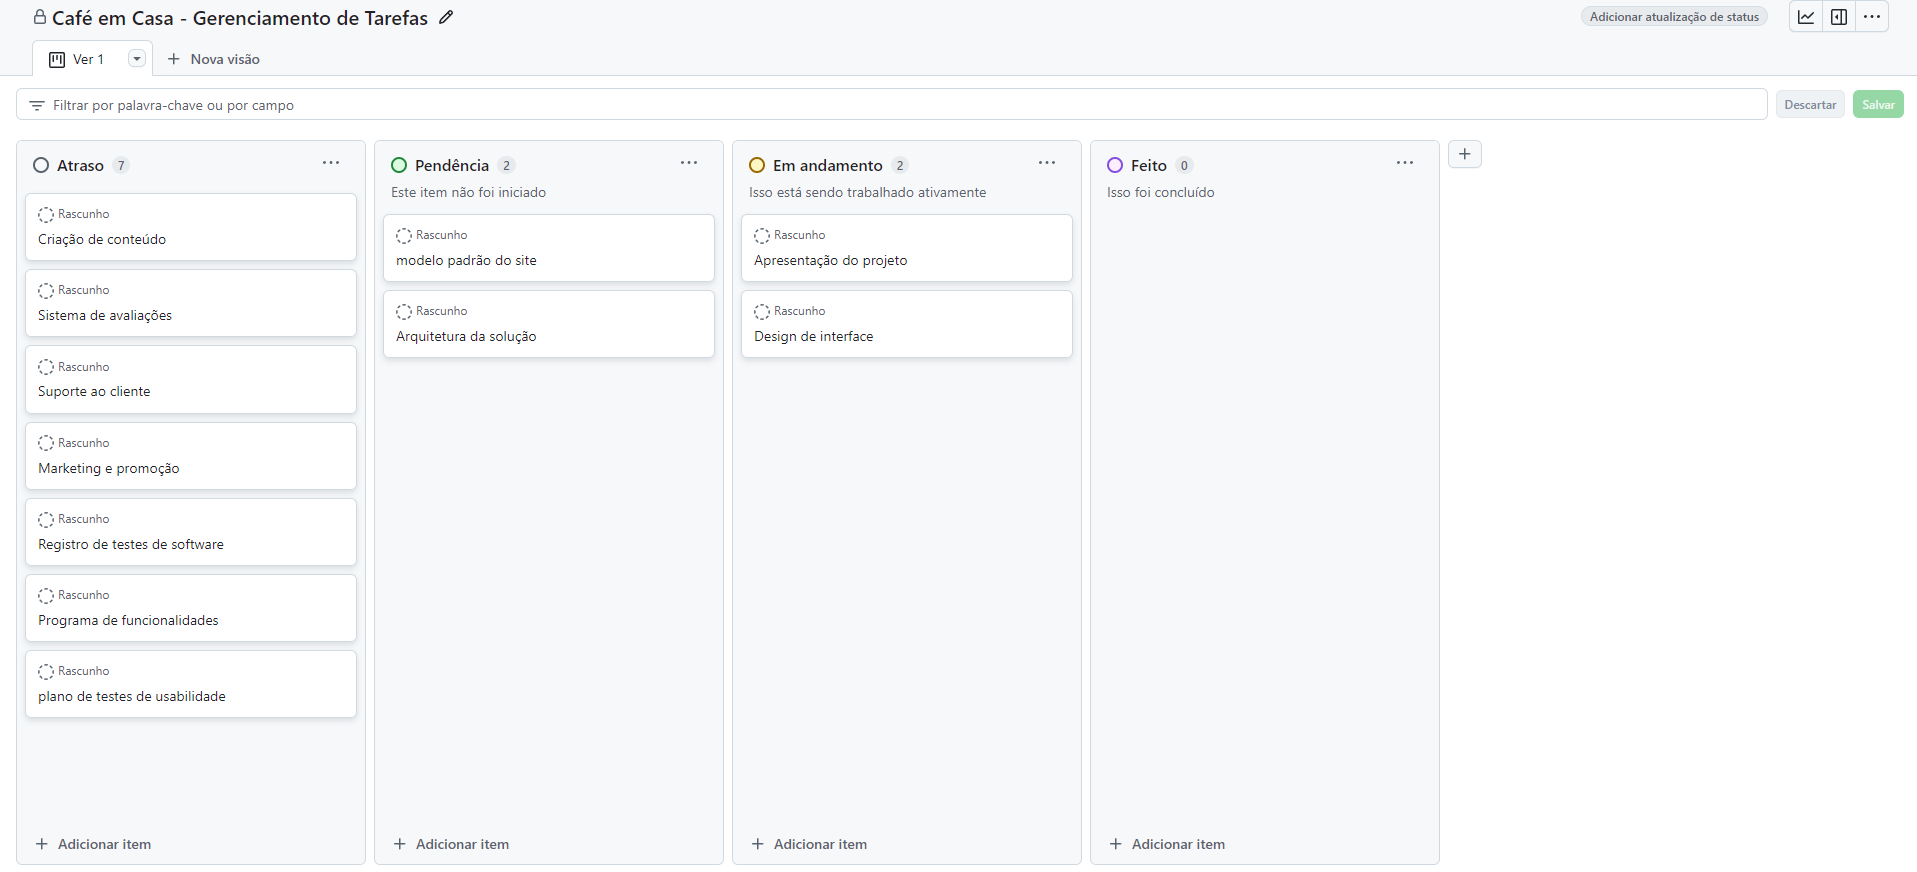 Café em Casa - Gerenciamento de Tarefas
Adicionar atualização de status
Ver 1
Nova visão
Filtrar por palavra-chave ou por campo
Descartar
Salvar
Atraso 7
Rascunho
Criação de conteúdo
Rascunho
Sistema de avaliações
Rascunho
Suporte ao cliente
Rascunho
Marketing e promoção
Rascunho
Registro de testes de software
Rascunho
Programa de funcionalidades
Rascunho
plano de testes de usabilidade
Adicionar item
Pendência 2
Este item não foi iniciado
Rascunho
modelo padrão do site
Rascunho
Arquitetura da solução
Adicionar item
Em andamento 2
Isso está sendo trabalhado ativamente
Rascunho
Apresentação do projeto
Rascunho
Design de interface
Adicionar item
Feito 0
Isso foi concluído
Adicionar item